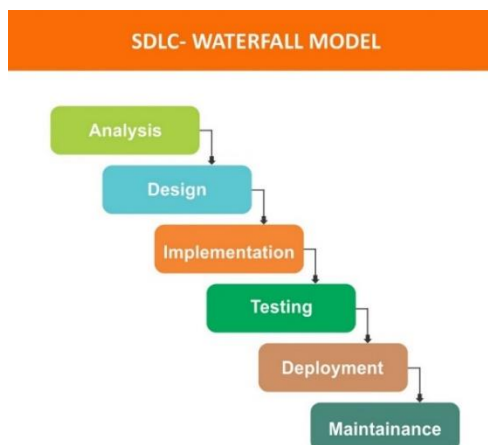 SDLC- WATERFALL MODEL
Analysis
Design
Implementation
Testing
Deployment
Maintainance